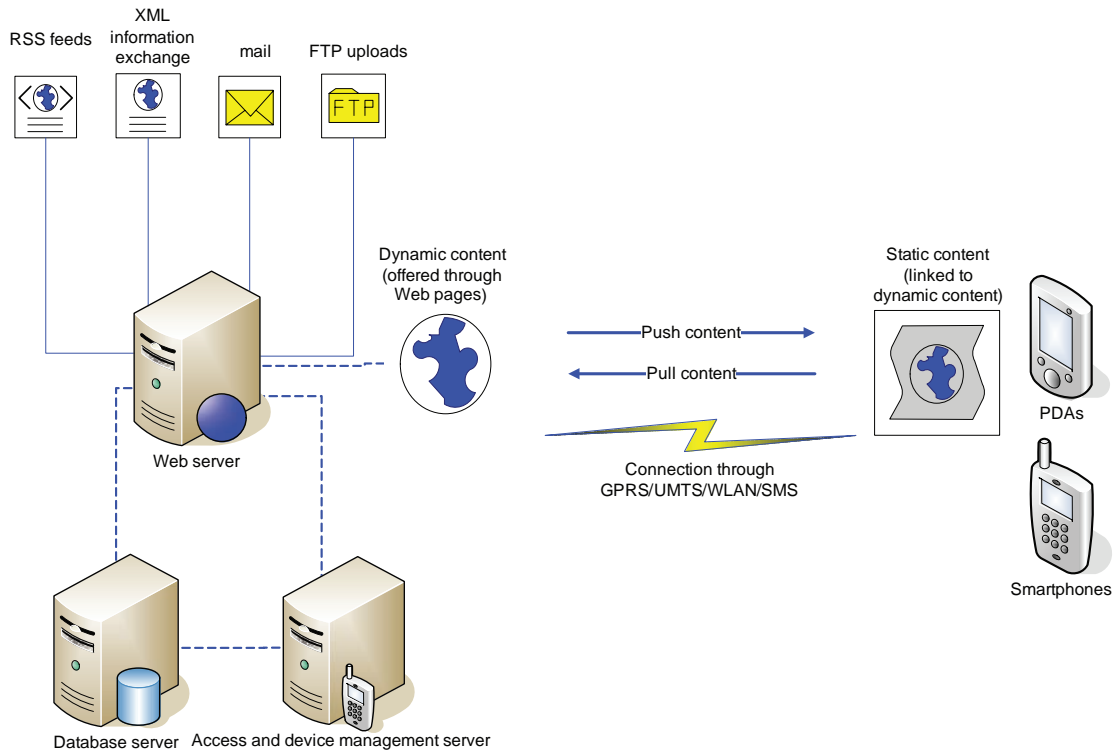 RSS feeds
XML
information
exchange
mail
FTP uploads
FTP
Dynamic content
(offered through
Web pages)
Static content
(linked to
dynamic content)
Push content
Pull content
PDAs
Web server
Connection through
GPRS/UMTS/WLAN/SMS
Smartphones
Database server
Access and device management server